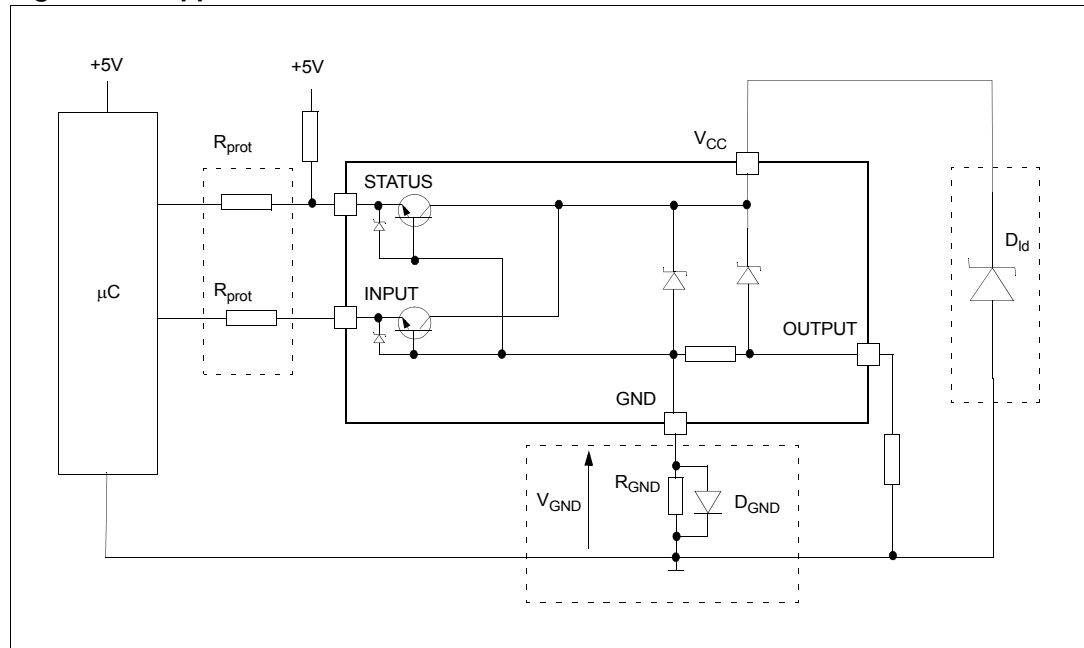 +5V
+5V
R_prot
V_CC
STATUS
D_ld
µC
R_prot
INPUT
OUTPUT
GND
R_GND
V_GND
D_GND